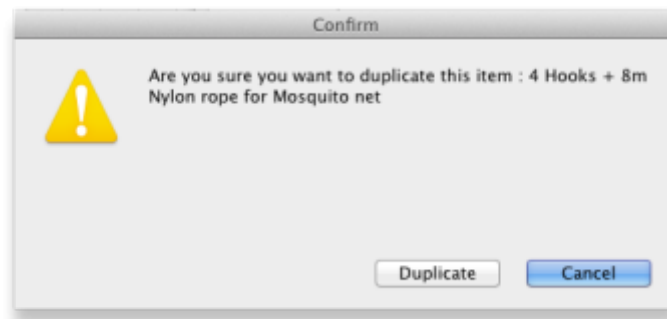 Confirm
Are you sure you want to duplicate this item : 4 Hooks + 8m
Nylon rope for Mosquito net
Duplicate
Cancel